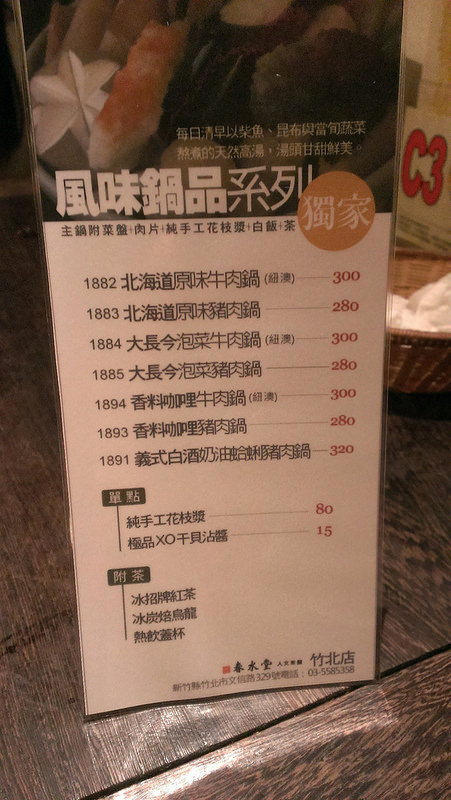 每日清早以柴魚、昆布與當旬蔬菜
熬煮的天然高湯，湯頭甘甜鮮美。
風味鍋品系列
獨家
主鍋附菜盤+肉片+純手工花枝漿+白飯+茶
1882 北海道原味牛肉鍋 (紐澳) 300
1883 北海道原味豬肉鍋 280
1884 大長今泡菜牛肉鍋 (紐澳) 300
1885 大長今泡菜豬肉鍋 280
1894 香料咖哩牛肉鍋 (紐澳) 300
1893 香料咖哩豬肉鍋 280
1891 義式白酒奶油蛤蜊豬肉鍋 320
單點
純手工花枝漿 80
極品XO干貝沾醬 15
附茶
冰招牌紅茶
冰炭焙烏龍
熱飲蓋杯
春水堂 人文茶館 竹北店
新竹縣竹北市文信路329號電話：03-5585358
C3